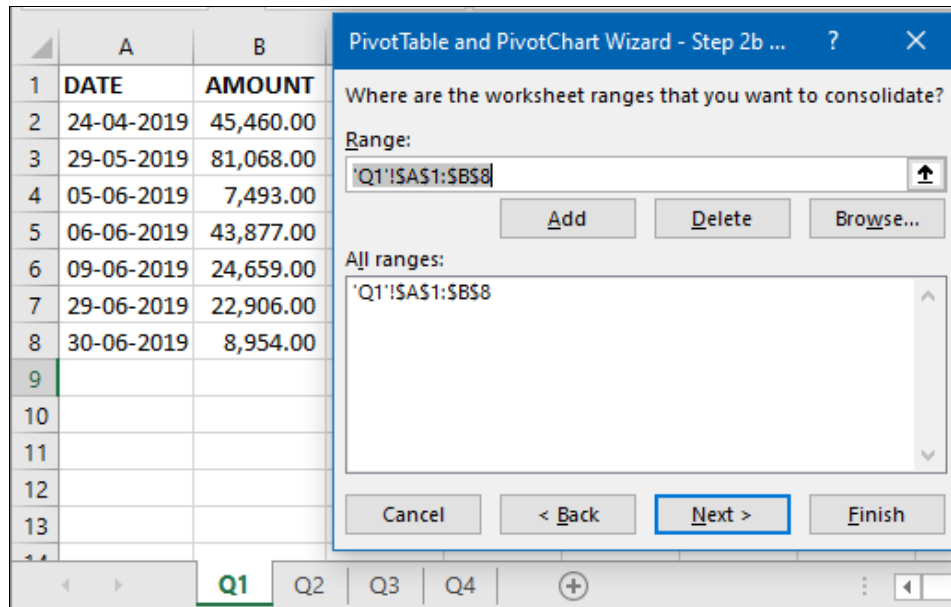 A B
1 DATE AMOUNT
2 24-04-2019 45,460.00
3 29-05-2019 81,068.00
4 05-06-2019 7,493.00
5 06-06-2019 43,877.00
6 09-06-2019 24,659.00
7 29-06-2019 22,906.00
8 30-06-2019 8,954.00
9
10
11
12
13
PivotTable and PivotChart Wizard - Step 2b ... ? ×
Where are the worksheet ranges that you want to consolidate?
Range:
'Q1'!$A$1:$B$8
Add Delete Browse...
All ranges:
'Q1'!$A$1:$B$8
Cancel < Back Next > Finish
Q1 Q2 Q3 Q4